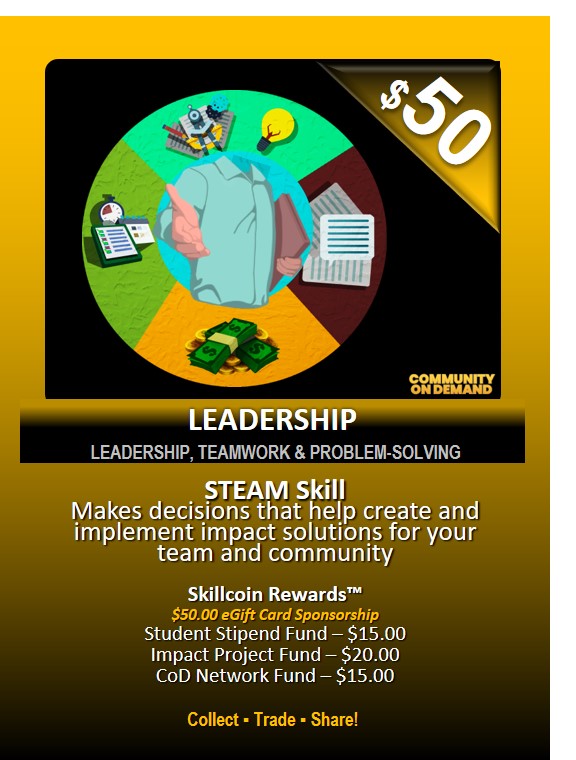 $50
COMMUNITY
ON DEMAND
LEADERSHIP
LEADERSHIP, TEAMWORK & PROBLEM-SOLVING
STEAM Skill
Makes decisions that help create and
implement impact solutions for your
team and community
Skillcoin Rewards™
$50.00 eGift Card Sponsorship
Student Stipend Fund – $15.00
Impact Project Fund – $20.00
CoD Network Fund – $15.00
Collect ▪ Trade ▪ Share!